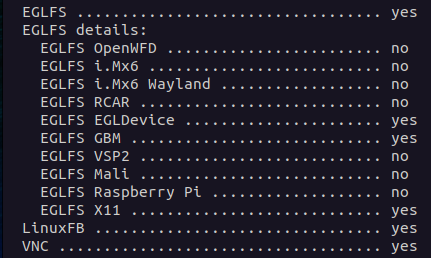 EGLFS .................................. yes
EGLFS details:
  EGLFS OpenWFD ........................ no
  EGLFS i.Mx6 .......................... no
  EGLFS i.Mx6 Wayland .................. no
  EGLFS RCAR ........................... no
  EGLFS EGLDevice ...................... yes
  EGLFS GBM ............................ yes
  EGLFS VSP2 ........................... no
  EGLFS Mali ........................... no
  EGLFS Raspberry Pi ................... no
  EGLFS X11 ............................ yes
LinuxFB ................................ yes
VNC .................................... yes